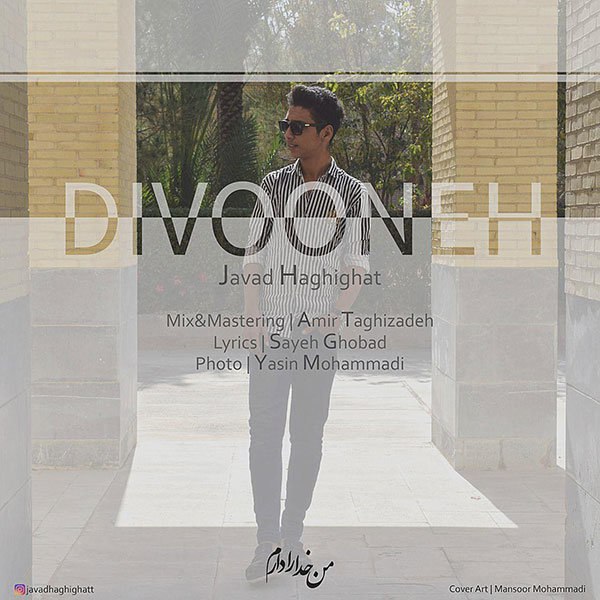 DIVOONEH
Javad Haghighat
Mix&Mastering | Amir Taghizadeh
Lyrics | Sayeh Ghobad
Photo | Yasin Mohammadi
من خدا را دارم
javadhaghighatt
Cover Art | Mansoor Mohammadi